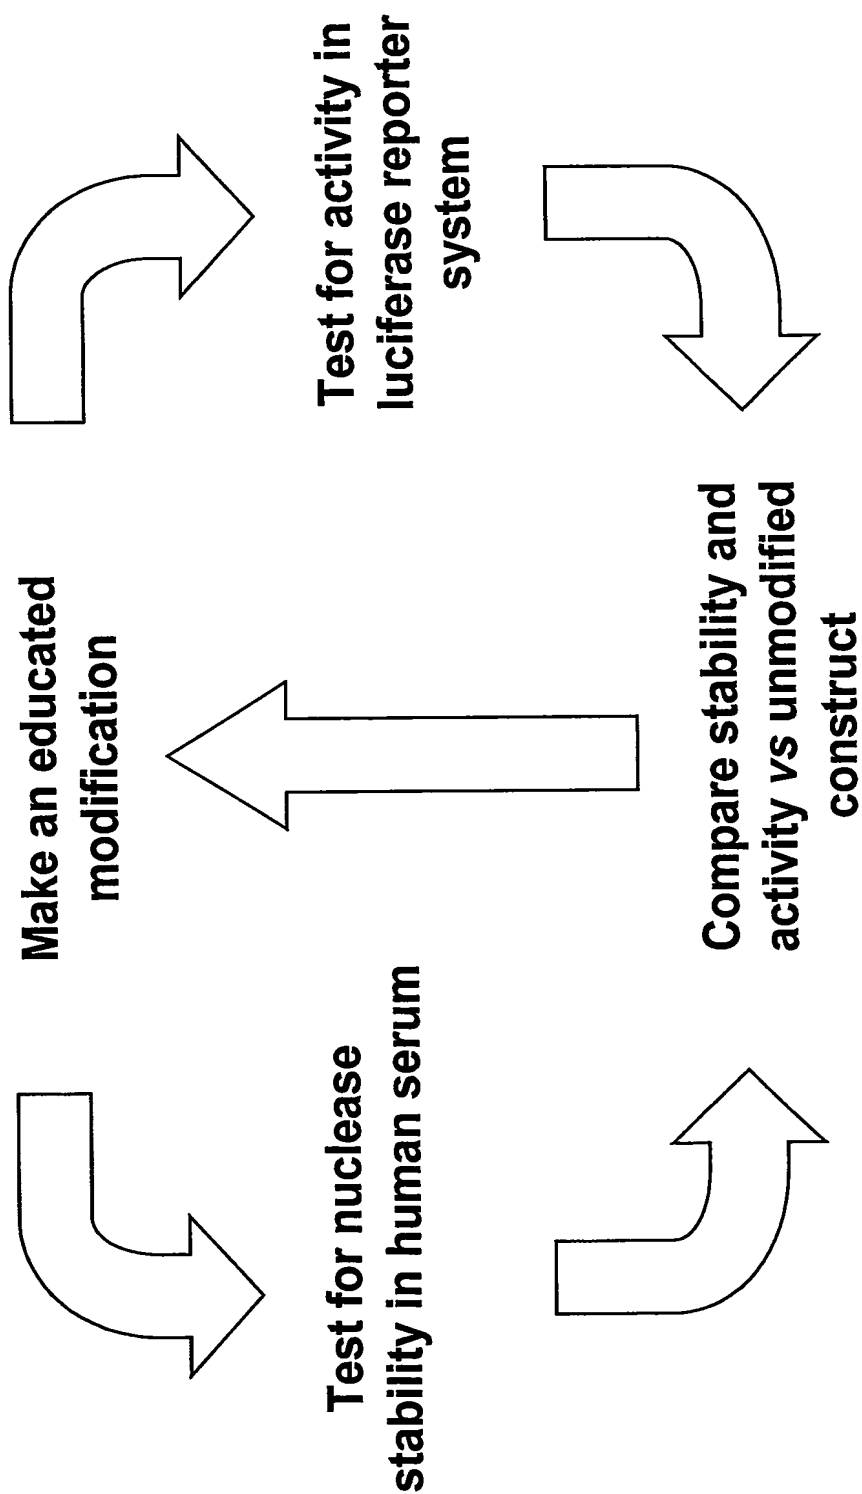 Make an educated
modification
Test for nuclease
stability in human serum
Test for activity in
luciferase reporter
system
Compare stability and
activity vs unmodified
construct